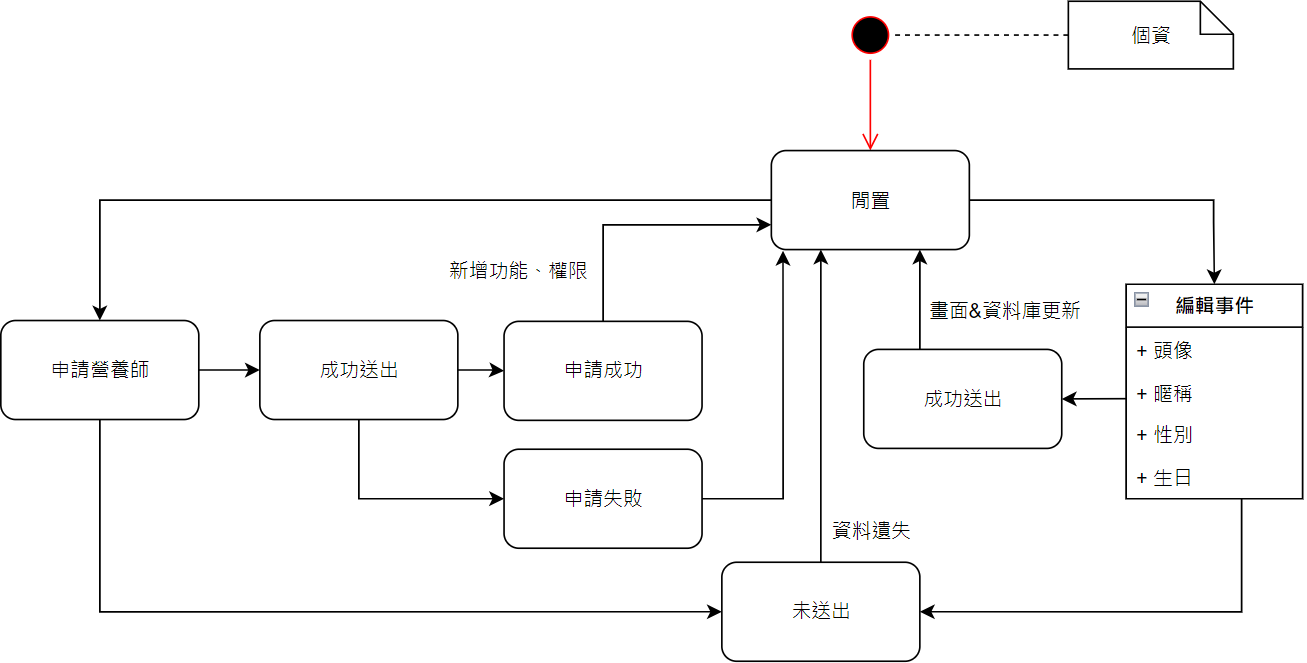 個資
閒置
新增功能、權限
編輯事件
畫面&資料庫更新
+ 頭像
申請營養師
成功送出
申請成功
+ 暱稱
成功送出
+ 性別
+ 生日
申請失敗
資料遺失
未送出